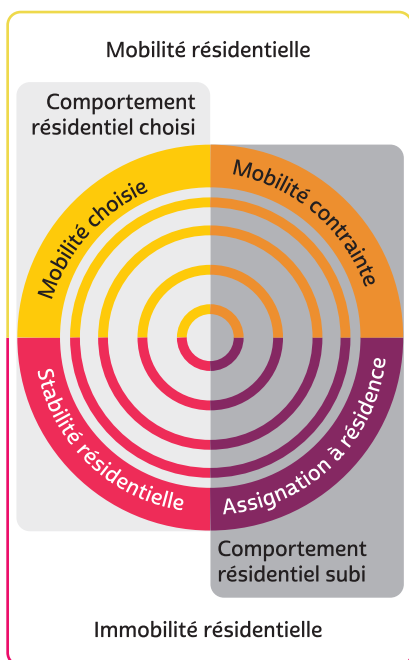 Mobilité résidentielle
Comportement
résidentiel choisi
Mobilité choisie
Mobilité contrainte
Stabilité résidentielle
Assignation à résidence
Comportement
résidentiel subi
Immobilité résidentielle